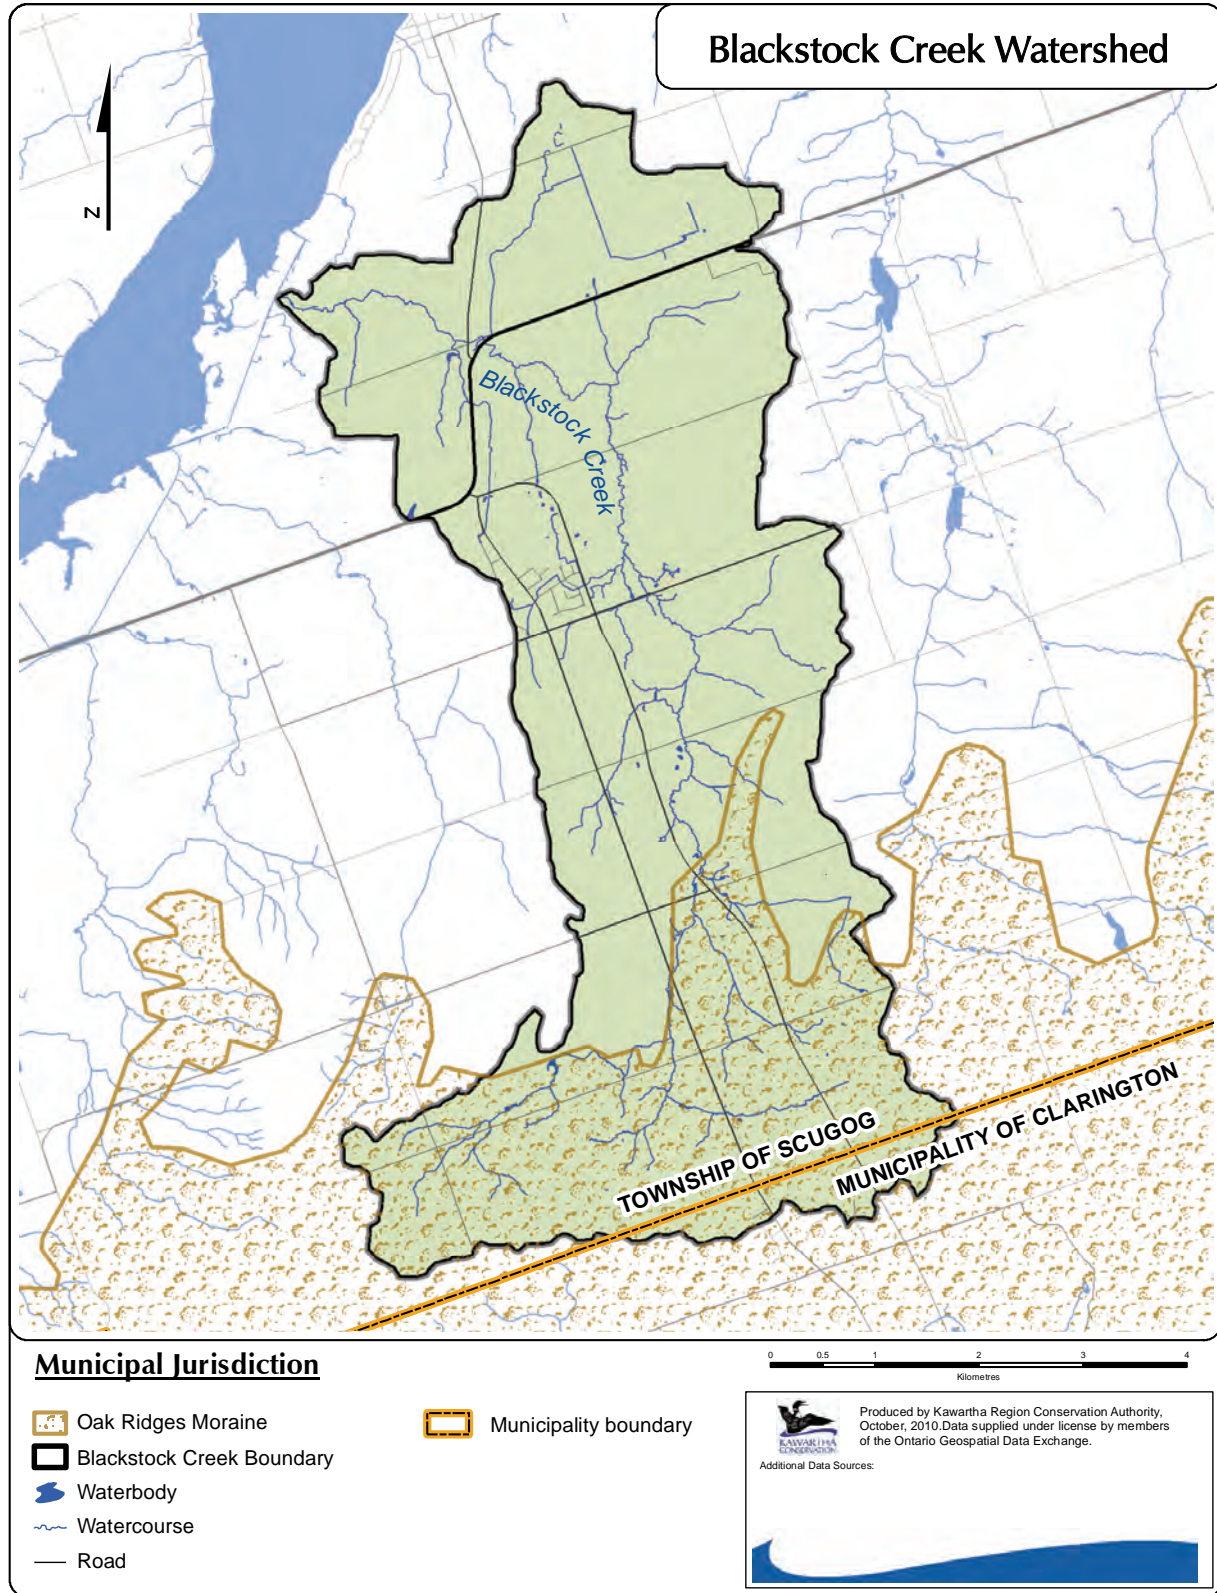 Blackstock Creek Watershed
N
Blackstock Creek
TOWNSHIP OF SCUGOG
MUNICIPALITY OF CLARINGTON
Municipal Jurisdiction
Oak Ridges Moraine
Blackstock Creek Boundary
Waterbody
Watercourse
Road
Municipality boundary
0 0.5 1 2 3 4
Kilometres
KAWARTHA
CONSERVATION
Produced by Kawartha Region Conservation Authority,
October, 2010.Data supplied under license by members
of the Ontario Geospatial Data Exchange.
Additional Data Sources: